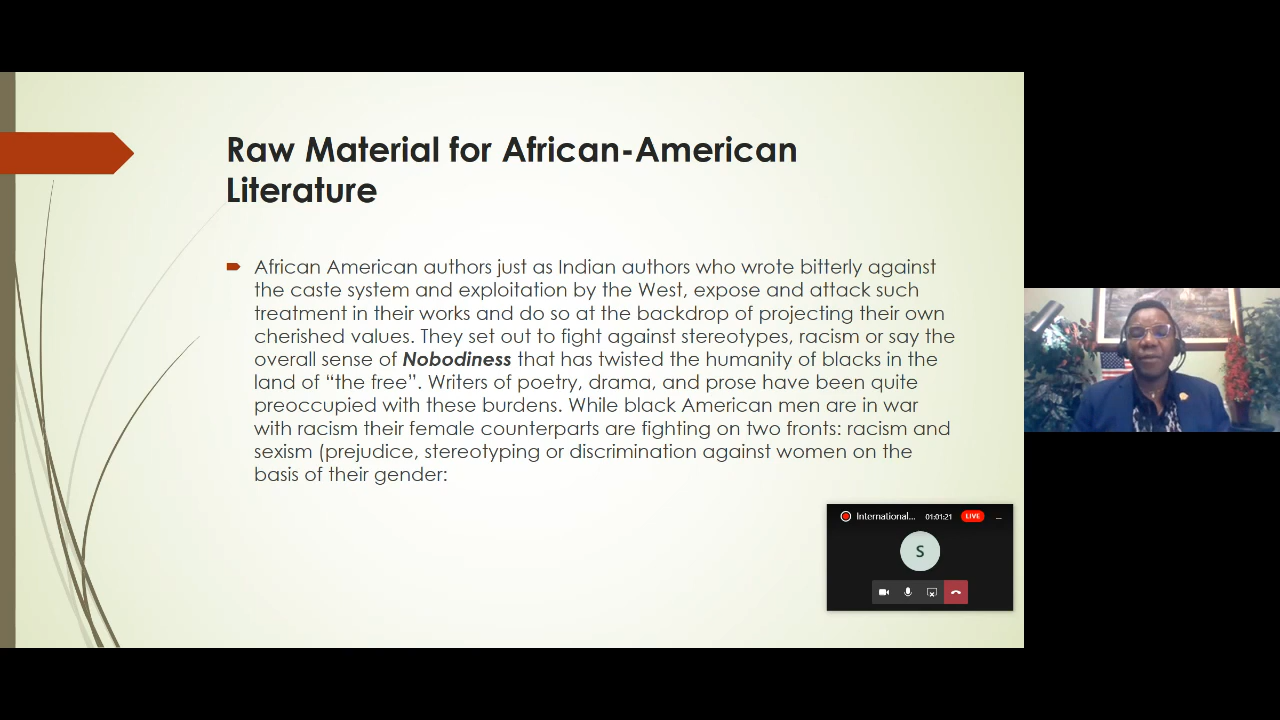 Raw Material for African-American
Literature
African American authors just as Indian authors who wrote bitterly against
the caste system and exploitation by the West, expose and attack such
treatment in their works and do so at the backdrop of projecting their own
cherished values. They set out to fight against stereotypes, racism or say the
overall sense of Nobodiness that has twisted the humanity of blacks in the
land of “the free”. Writers of poetry, drama, and prose have been quite
preoccupied with these burdens. While black American men are in war
with racism their female counterparts are fighting on two fronts: racism and
sexism (prejudice, stereotyping or discrimination against women on the
basis of their gender:
International... 01:01:21 LIVE
S